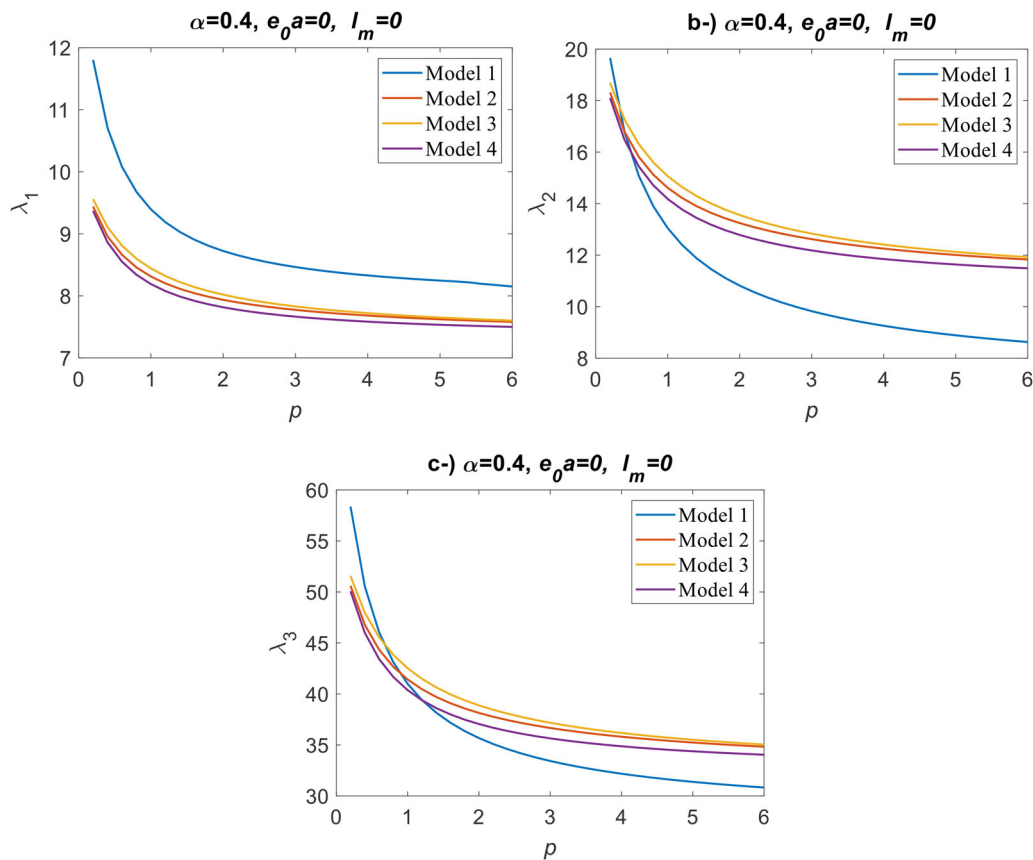 α=0.4, e0a=0, lm=0
12
11
10
9
8
7
λ1
0 1 2 3 4 5 6
p
Model 1
Model 2
Model 3
Model 4
b-) α=0.4, e0a=0, lm=0
20
18
16
14
12
10
8
λ2
0 1 2 3 4 5 6
p
Model 1
Model 2
Model 3
Model 4
c-) α=0.4, e0a=0, lm=0
60
55
50
45
40
35
30
λ3
0 1 2 3 4 5 6
p
Model 1
Model 2
Model 3
Model 4